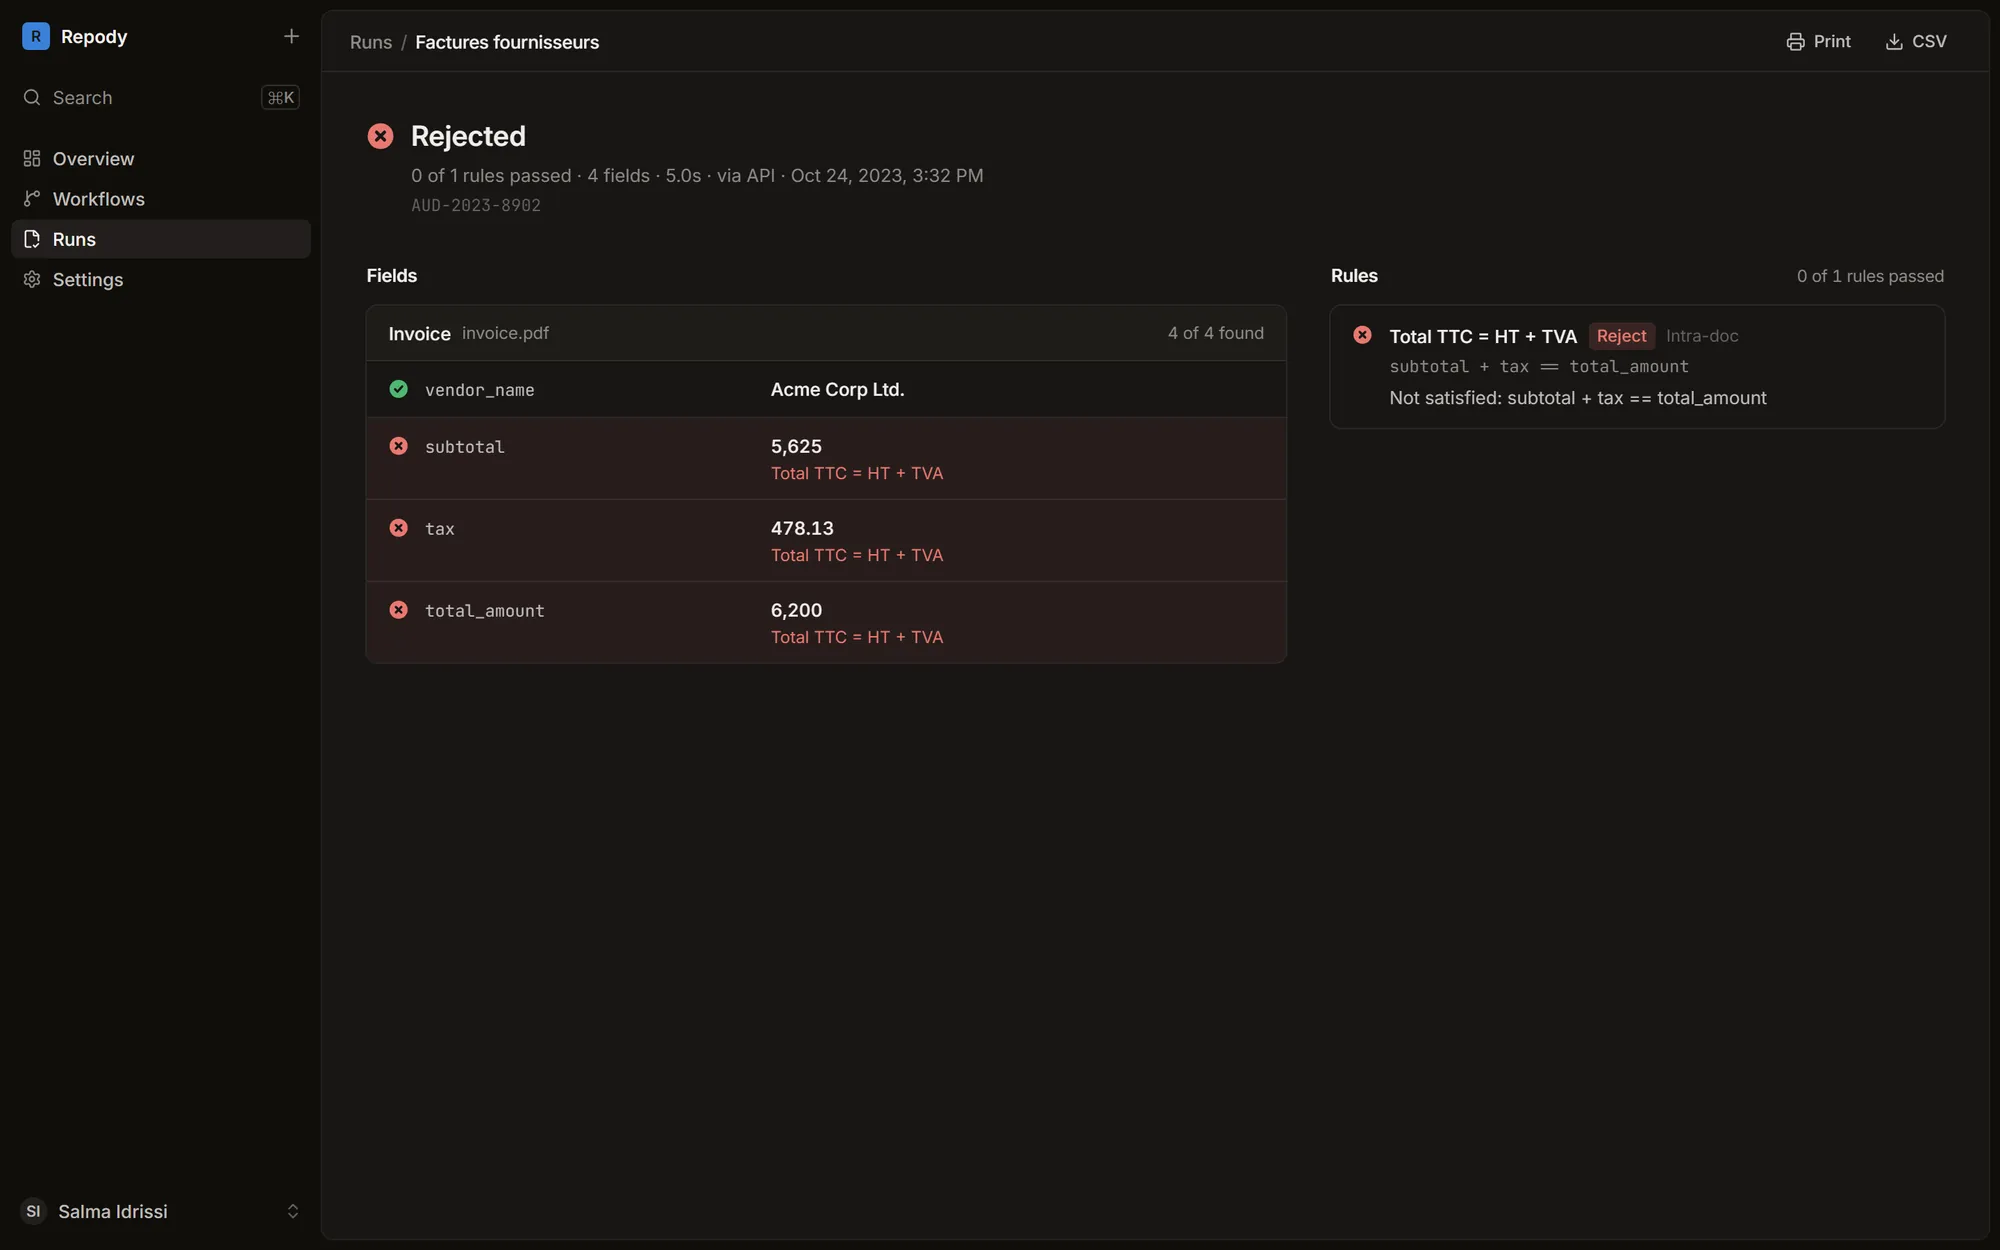 R Repody
Search ⌘K
Overview
Workflows
Runs
Settings
SI Salma Idrissi
Runs / Factures fournisseurs
Print
CSV
Rejected
0 of 1 rules passed · 4 fields · 5.0s · via API · Oct 24, 2023, 3:32 PM
AUD-2023-8902
Fields
Invoice invoice.pdf 4 of 4 found
vendor_name Acme Corp Ltd.
subtotal 5,625
Total TTC = HT + TVA
tax 478.13
Total TTC = HT + TVA
total_amount 6,200
Total TTC = HT + TVA
Rules 0 of 1 rules passed
Total TTC = HT + TVA Reject Intra-doc
subtotal + tax == total_amount
Not satisfied: subtotal + tax == total_amount